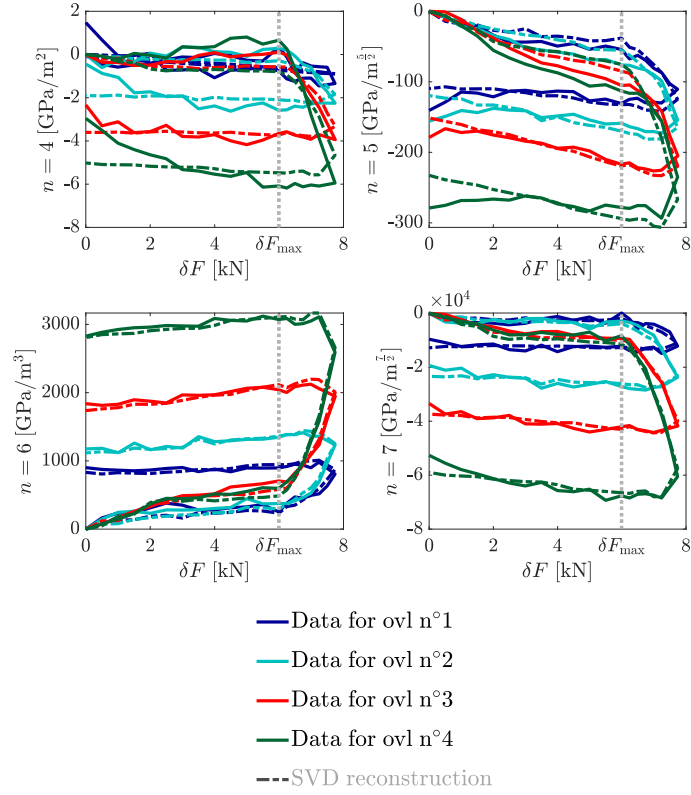 2
0
-2
-4
-6
-8
n = 4 [GPa/m²]
0 2 4 6 8
δF_max
δF [kN]
0
-100
-200
-300
n = 5 [GPa/m^{5/2}]
0 2 4 6 8
δF_max
δF [kN]
3000
2000
1000
0
n = 6 [GPa/m³]
0 2 4 6 8
δF_max
δF [kN]
×10⁴
0
-2
-4
-6
-8
n = 7 [GPa/m^{7/2}]
0 2 4 6 8
δF_max
δF [kN]
Data for ovl n°1
Data for ovl n°2
Data for ovl n°3
Data for ovl n°4
SVD reconstruction